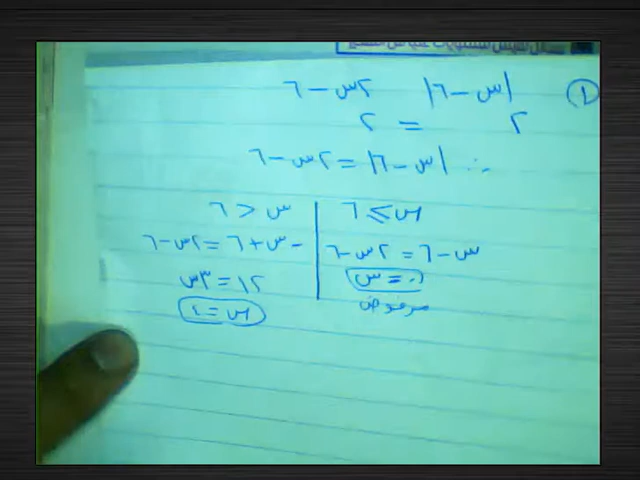 ① |س - ٦| ٢س - ٦
٢ = ٢
∴ |س - ٦| = ٢س - ٦
س ≥ ٦
س - ٦ = ٢س - ٦
س = ٠
مرفوض
س < ٦
- س + ٦ = ٢س - ٦
١٢ = ٣س
س = ٤